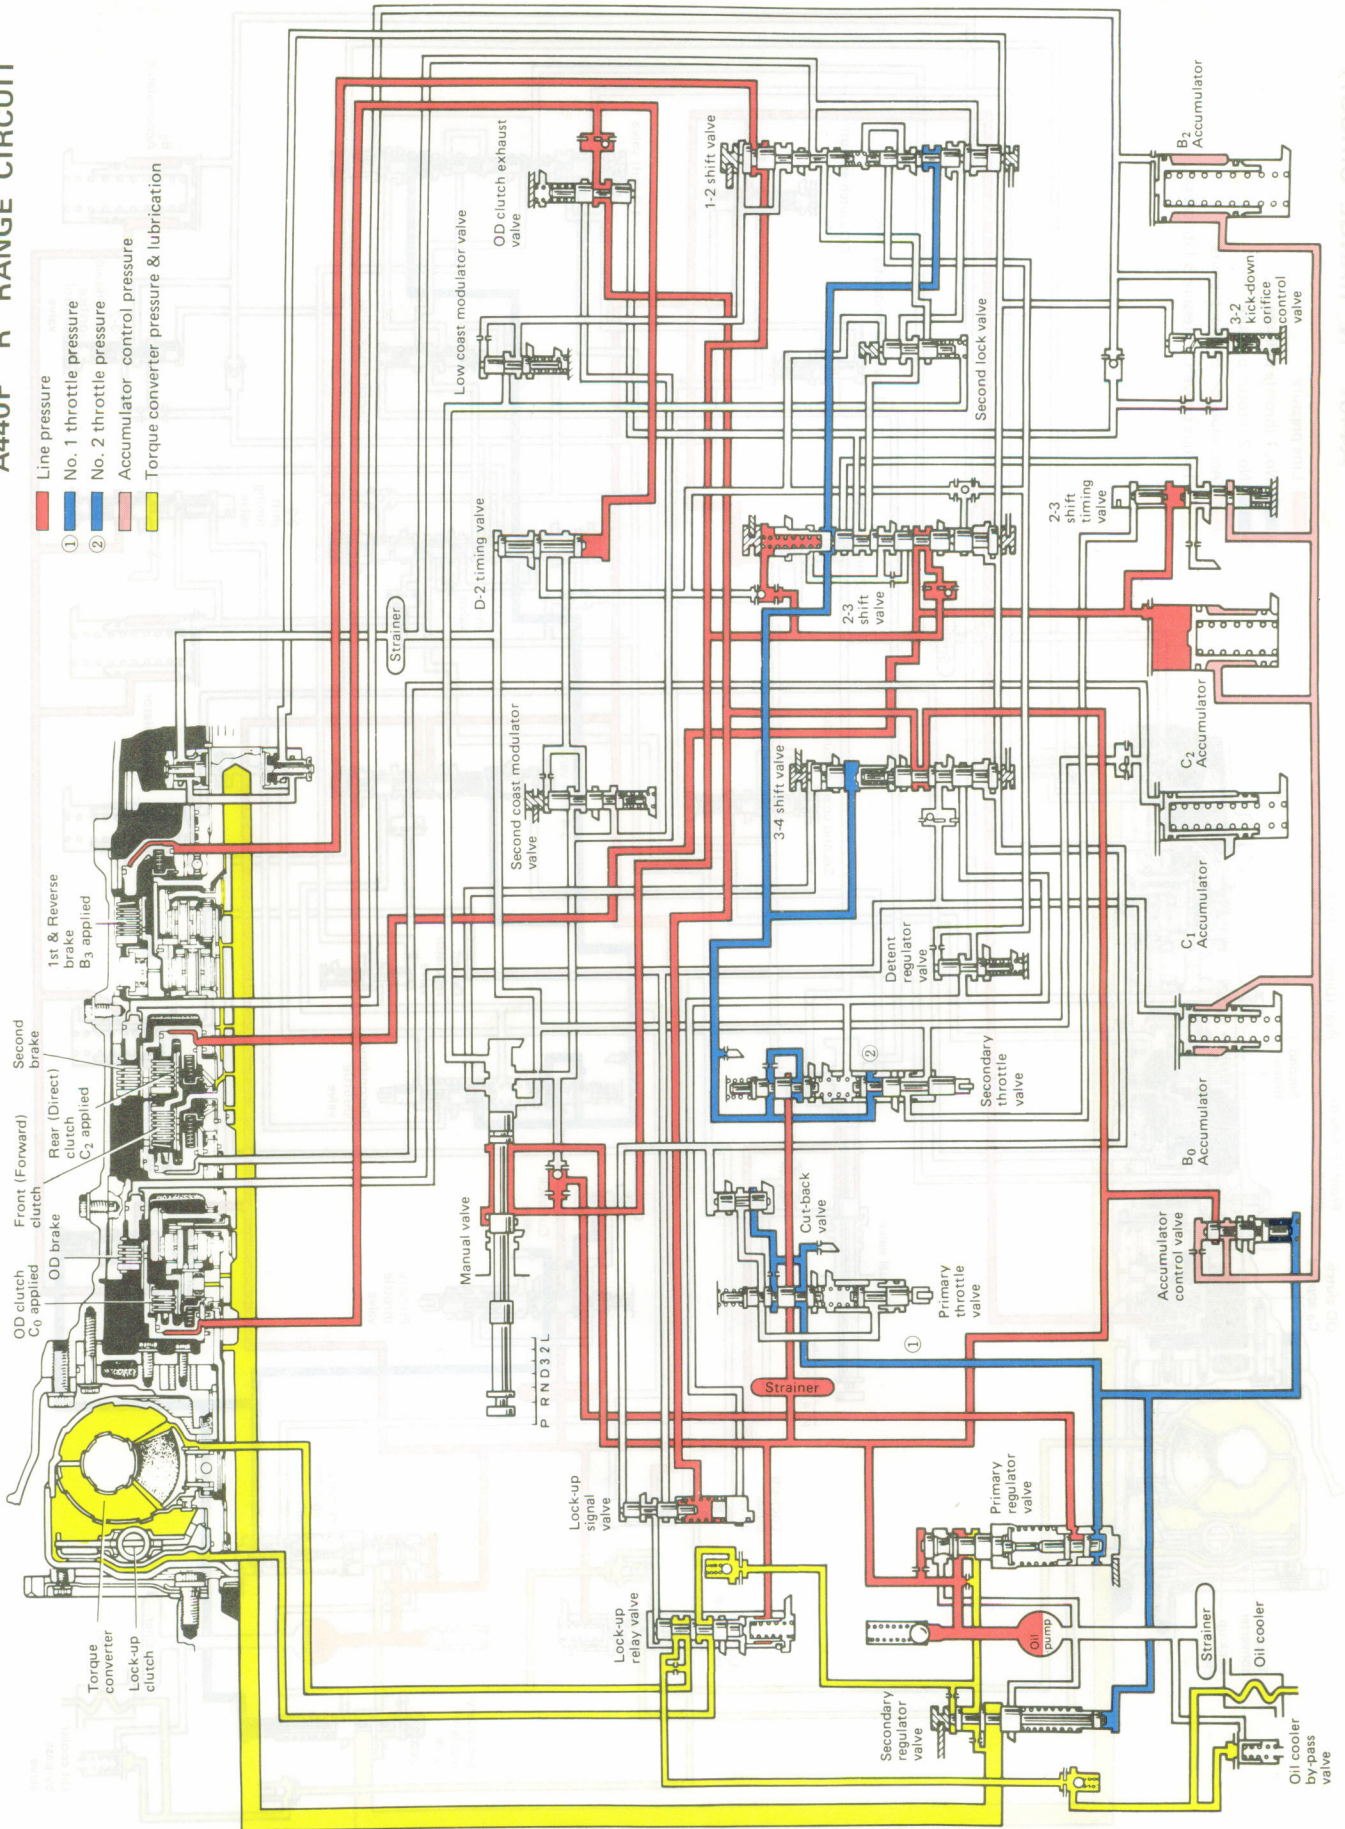 A440F "R" RANGE CIRCUIT
Line pressure
① No. 1 throttle pressure
② No. 2 throttle pressure
Accumulator control pressure
Torque converter pressure & lubrication
OD clutch
C0 applied
OD brake
Front (Forward)
clutch
Rear (Direct)
clutch
C2 applied
Second
brake
1st & Reverse
brake
B3 applied
Torque
converter
Lock-up
clutch
Strainer
OD clutch exhaust
valve
Low coast modulator valve
D-2 timing valve
Second coast modulator
valve
Manual valve
P R N D 3 2 L
Lock-up
signal
valve
Lock-up
relay valve
1-2 shift valve
Second lock valve
2-3
shift
valve
3-4 shift valve
Detent
regulator
valve
②
Secondary
throttle
valve
Cut-back
valve
Primary
throttle
valve
①
Strainer
Primary
regulator
valve
Oil
pump
Secondary
regulator
valve
B2
Accumulator
3-2
kick-down
orifice
control
valve
2-3
shift
timing
valve
C2
Accumulator
C1
Accumulator
B0
Accumulator
Accumulator
control valve
Strainer
Oil cooler
Oil cooler
by-pass
valve